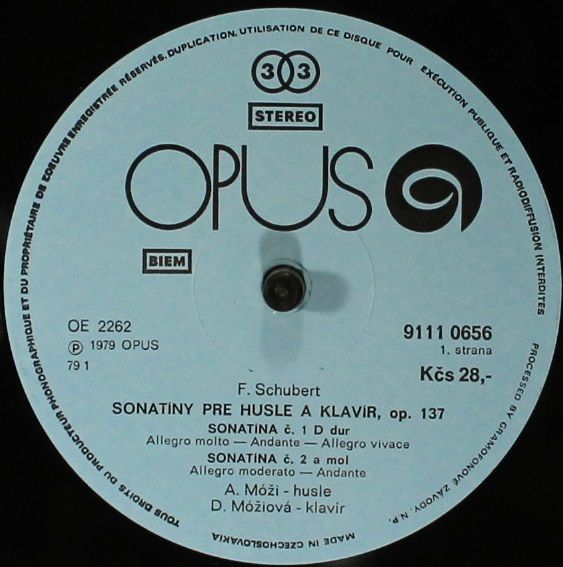 TOUS DROITS DU PRODUCTEUR PHONOGRAPHIQUE ET DU PROPRIÉTAIRE DE L'OEUVRE ENREGISTRÉE RÉSERVÉS. DUPLICATION, UTILISATION DE CE DISQUE POUR EXÉCUTION PUBLIQUE ET RADIODIFFUSION INTERDITES
33
STEREO
OPUS
BIEM
OE 2262
℗ 1979 OPUS
79 1
9111 0656
1. strana
Kčs 28,-
F. Schubert
SONATÍNY PRE HUSLE A KLAVÍR, op. 137
SONATÍNA č. 1 D dur
Allegro molto — Andante — Allegro vivace
SONATÍNA č. 2 a mol
Allegro moderato — Andante
A. Móži - husle
D. Móžiová - klavír
PROCESSED BY GRAMOFONOVÉ ZÁVODY, N.P.
MADE IN CZECHOSLOVAKIA